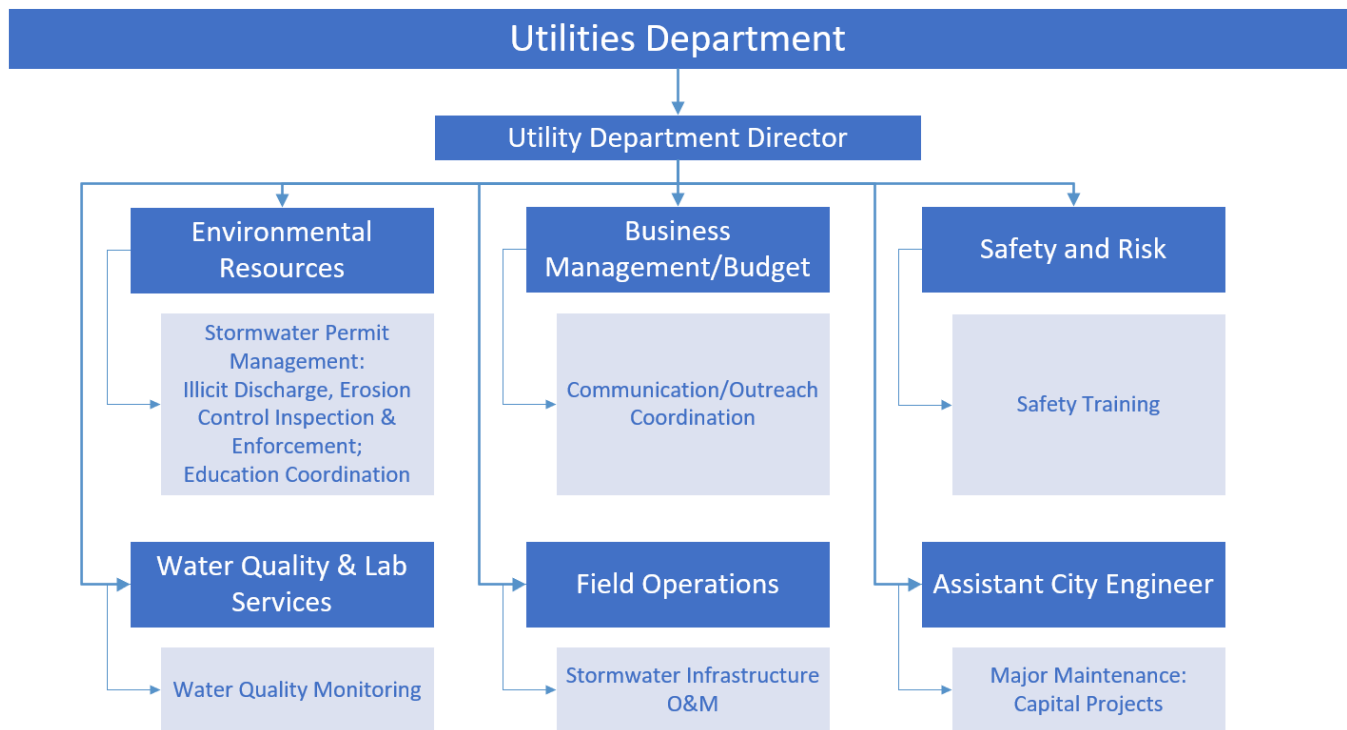 Utilities Department
Utility Department Director
Environmental
Resources
Business
Management/Budget
Safety and Risk
Stormwater Permit
Management:
Illicit Discharge, Erosion
Control Inspection &
Enforcement;
Education Coordination
Communication/Outreach
Coordination
Safety Training
Water Quality & Lab
Services
Field Operations
Assistant City Engineer
Water Quality Monitoring
Stormwater Infrastructure
O&M
Major Maintenance:
Capital Projects